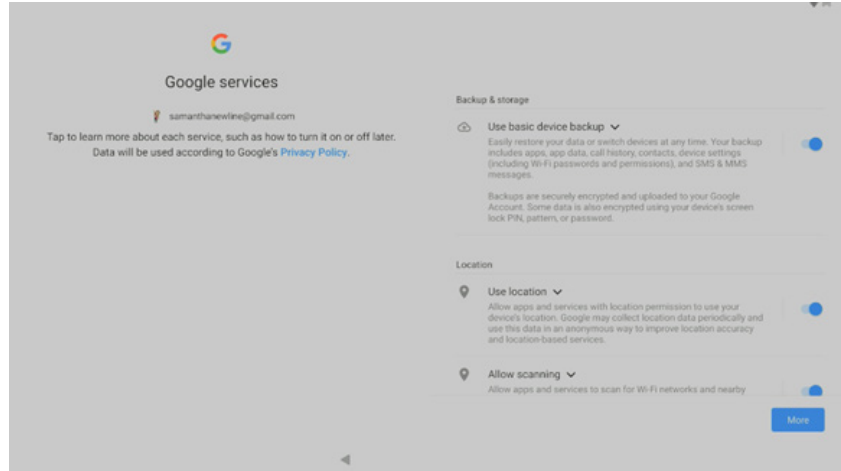 Google services
samanthanewline@gmail.com
Tap to learn more about each service, such as how to turn it on or off later.
Data will be used according to Google's Privacy Policy.
Backup & storage
Use basic device backup
Easily restore your data or switch devices at any time. Your backup
includes apps, app data, call history, contacts, device settings
(including Wi-Fi passwords and permissions), and SMS & MMS
messages.
Backups are securely encrypted and uploaded to your Google
Account. Some data is also encrypted using your device's screen
lock PIN, pattern, or password.
Location
Use location
Allow apps and services with location permission to use your
device's location. Google may collect location data periodically and
use this data in an anonymous way to improve location accuracy
and location-based services.
Allow scanning
Allow apps and services to scan for Wi-Fi networks and nearby
More